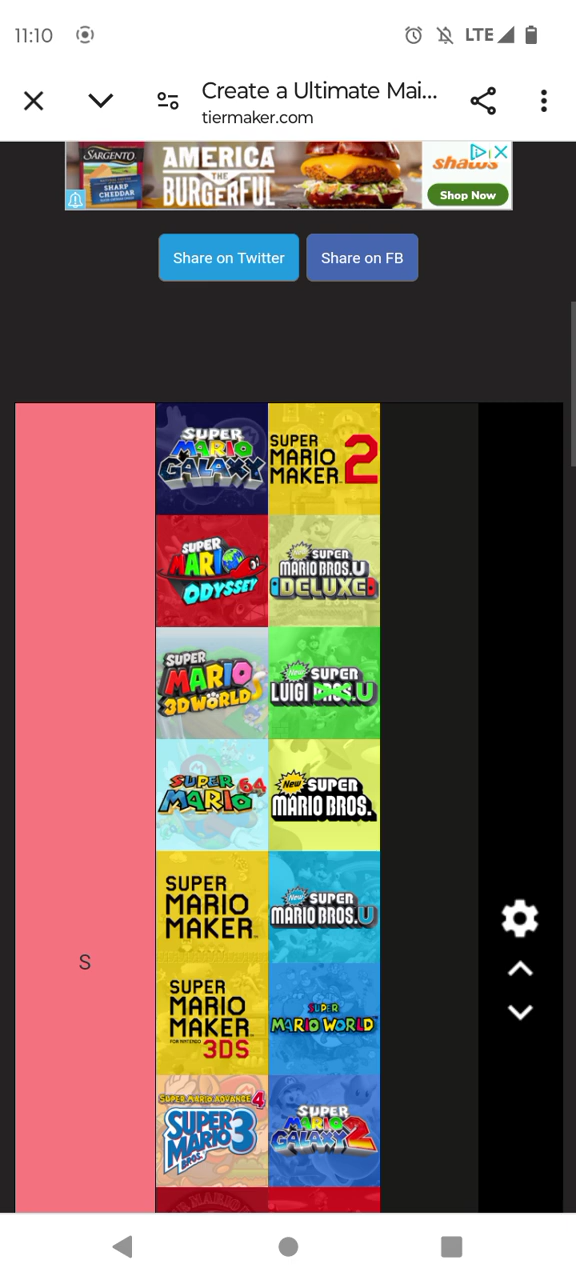 11:10
LTE
Create a Ultimate Mai...
tiermaker.com
SARGENTO
SHARP
CHEDDAR
AMERICA
THE
BURGERFUL
shaws
Shop Now
Share on Twitter
Share on FB
SUPER
MARIO
GALAXY
SUPER
MARIO
MAKER 2
SUPER
MARIO
ODYSSEY
New SUPER
MARIO BROS.U
DELUXE
SUPER
MARIO
3D WORLD
New SUPER
LUIGI BROS.U
SUPER
MARIO 64
New SUPER
MARIO BROS.
SUPER
MARIO
MAKER
New SUPER
MARIO BROS.U
S
SUPER
MARIO
MAKER
FOR NINTENDO
3DS
SUPER
MARIO WORLD
SUPER MARIO ADVANCE 4
SUPER
MARIO
BROS. 3
SUPER
MARIO
GALAXY 2